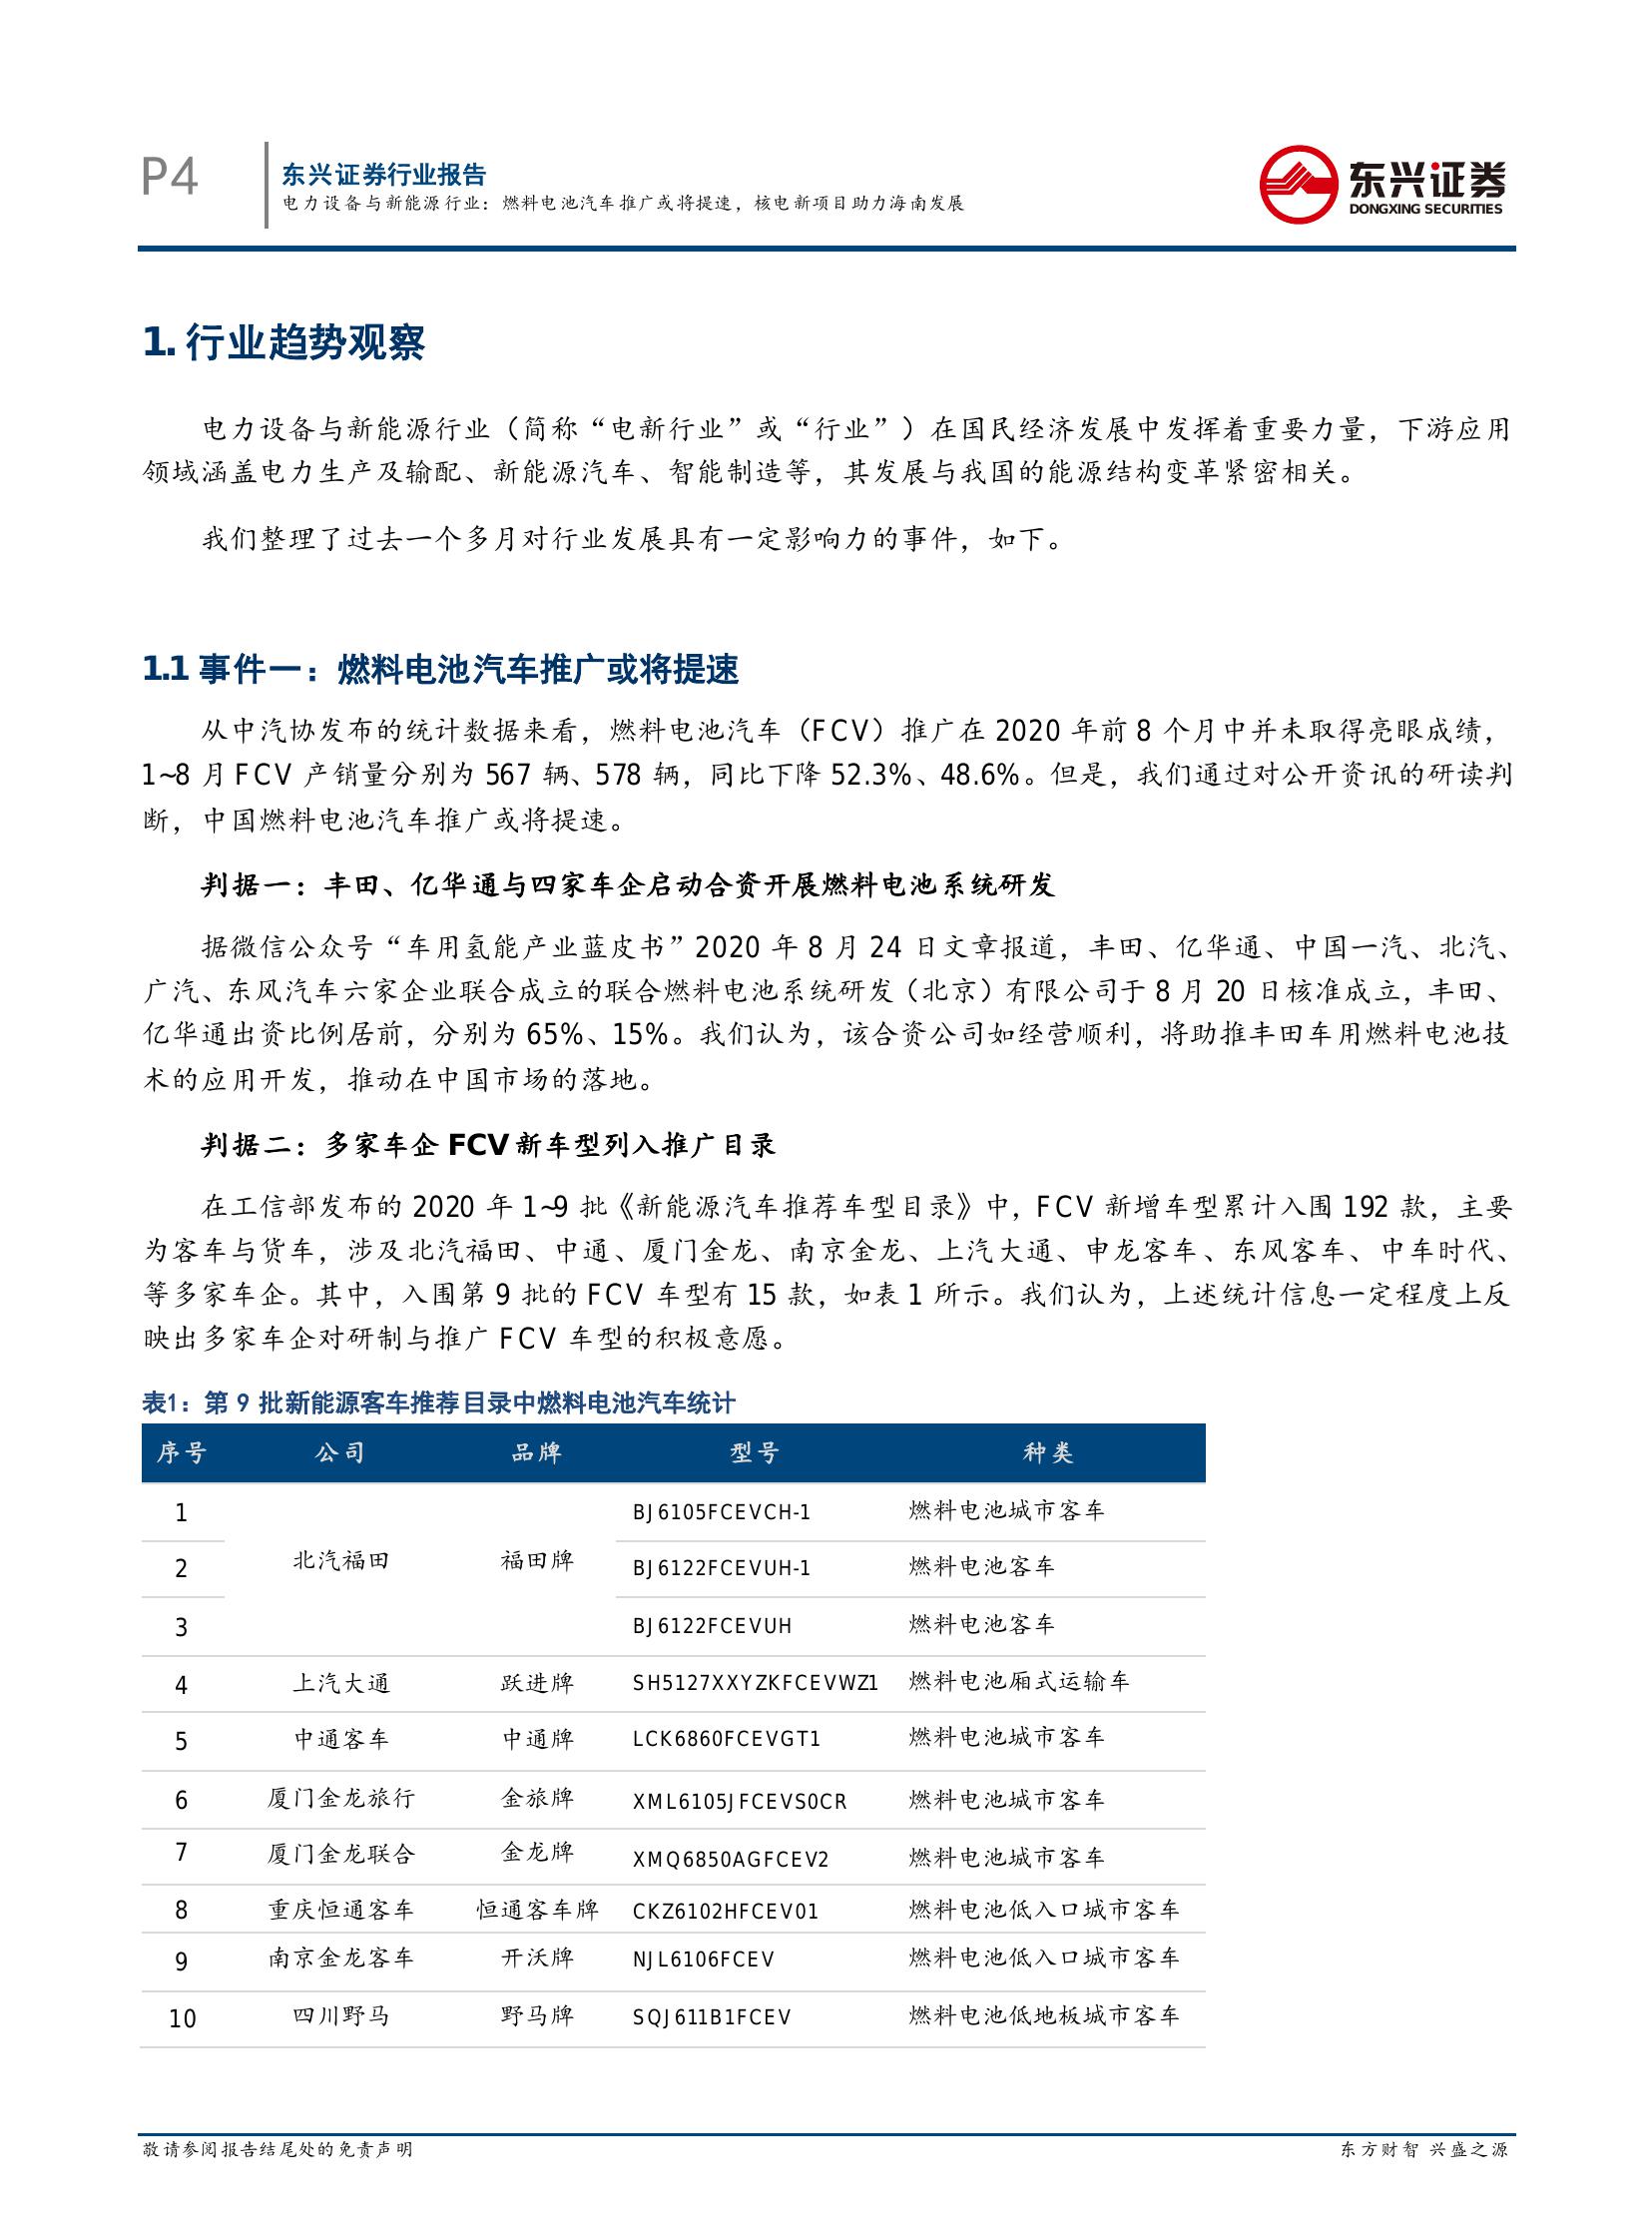 P4
东兴证券行业报告
电力设备与新能源行业：燃料电池汽车推广或将提速，核电新项目助力海南发展
东兴证券
DONGXING SECURITIES
1. 行业趋势观察
电力设备与新能源行业（简称“电新行业”或“行业”）在国民经济发展中发挥着重要力量，下游应用
领域涵盖电力生产及输配、新能源汽车、智能制造等，其发展与我国的能源结构变革紧密相关。
我们整理了过去一个多月对行业发展具有一定影响力的事件，如下。
1.1 事件一：燃料电池汽车推广或将提速
从中汽协发布的统计数据来看，燃料电池汽车（FCV）推广在 2020 年前 8 个月中并未取得亮眼成绩，
1~8 月 FCV 产销量分别为 567 辆、578 辆，同比下降 52.3%、48.6%。但是，我们通过对公开资讯的研读判
断，中国燃料电池汽车推广或将提速。
判据一：丰田、亿华通与四家车企启动合资开展燃料电池系统研发
据微信公众号“车用氢能产业蓝皮书”2020 年 8 月 24 日文章报道，丰田、亿华通、中国一汽、北汽、
广汽、东风汽车六家企业联合成立的联合燃料电池系统研发（北京）有限公司于 8 月 20 日核准成立，丰田、
亿华通出资比例居前，分别为 65%、15%。我们认为，该合资公司如经营顺利，将助推丰田车用燃料电池技
术的应用开发，推动在中国市场的落地。
判据二：多家车企 FCV 新车型列入推广目录
在工信部发布的 2020 年 1~9 批《新能源汽车推荐车型目录》中，FCV 新增车型累计入围 192 款，主要
为客车与货车，涉及北汽福田、中通、厦门金龙、南京金龙、上汽大通、申龙客车、东风客车、中车时代、
等多家车企。其中，入围第 9 批的 FCV 车型有 15 款，如表 1 所示。我们认为，上述统计信息一定程度上反
映出多家车企对研制与推广 FCV 车型的积极意愿。
表1：第 9 批新能源客车推荐目录中燃料电池汽车统计
序号 公司 品牌 型号 种类
1 BJ6105FCEVCH-1 燃料电池城市客车
北汽福田 福田牌
2 BJ6122FCEVUH-1 燃料电池客车
3 BJ6122FCEVUH 燃料电池客车
4 上汽大通 跃进牌 SH5127XXYZKFCEVWZ1 燃料电池厢式运输车
5 中通客车 中通牌 LCK6860FCEVGT1 燃料电池城市客车
6 厦门金龙旅行 金旅牌 XML6105JFCEVS0CR 燃料电池城市客车
7 厦门金龙联合 金龙牌 XMQ6850AGFCEV2 燃料电池城市客车
8 重庆恒通客车 恒通客车牌 CKZ6102HFCEV01 燃料电池低入口城市客车
9 南京金龙客车 开沃牌 NJL6106FCEV 燃料电池低入口城市客车
10 四川野马 野马牌 SQJ611B1FCEV 燃料电池低地板城市客车
敬请参阅报告结尾处的免责声明
东方财智 兴盛之源